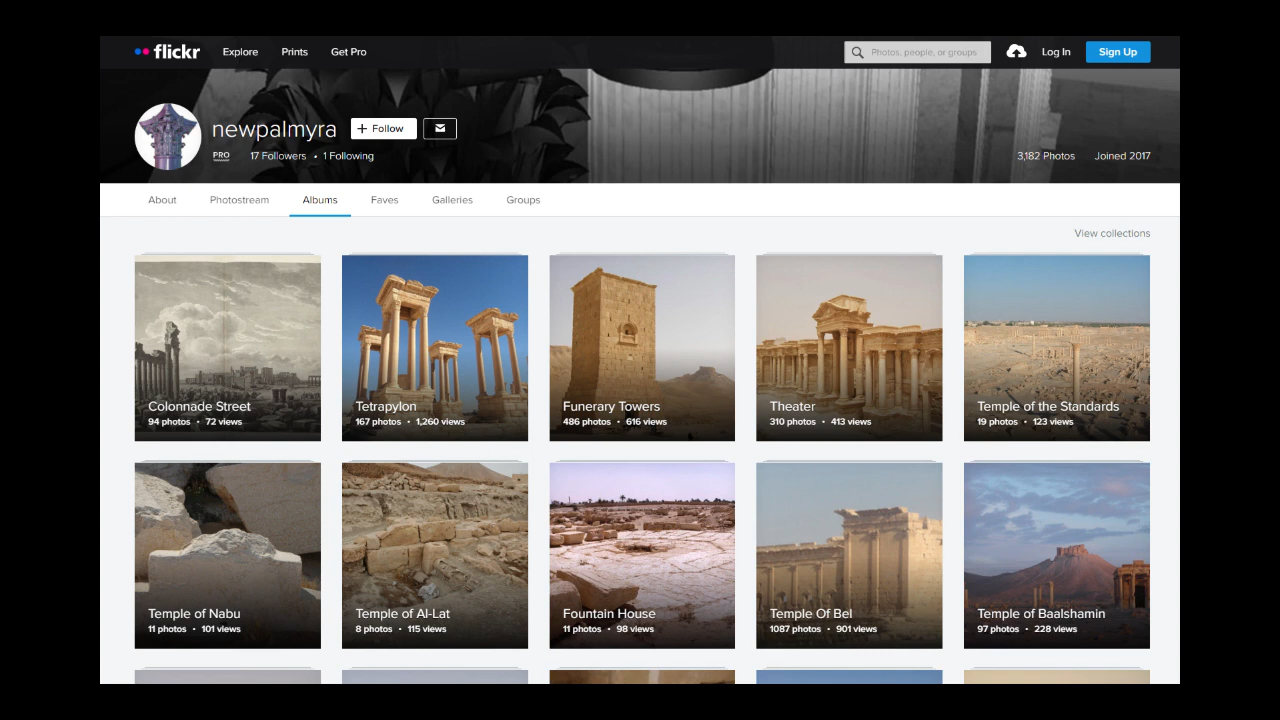 flickr Explore Prints Get Pro Photos, people, or groups Log In Sign Up
newpalmyra + Follow
PRO 17 Followers • 1 Following 3,182 Photos Joined 2017
About Photostream Albums Faves Galleries Groups
View collections
Colonnade Street
94 photos • 72 views
Tetrapylon
167 photos • 1,260 views
Funerary Towers
486 photos • 616 views
Theater
310 photos • 413 views
Temple of the Standards
19 photos • 123 views
Temple of Nabu
11 photos • 101 views
Temple of Al-Lat
8 photos • 115 views
Fountain House
11 photos • 98 views
Temple Of Bel
1087 photos • 901 views
Temple of Baalshamin
97 photos • 228 views